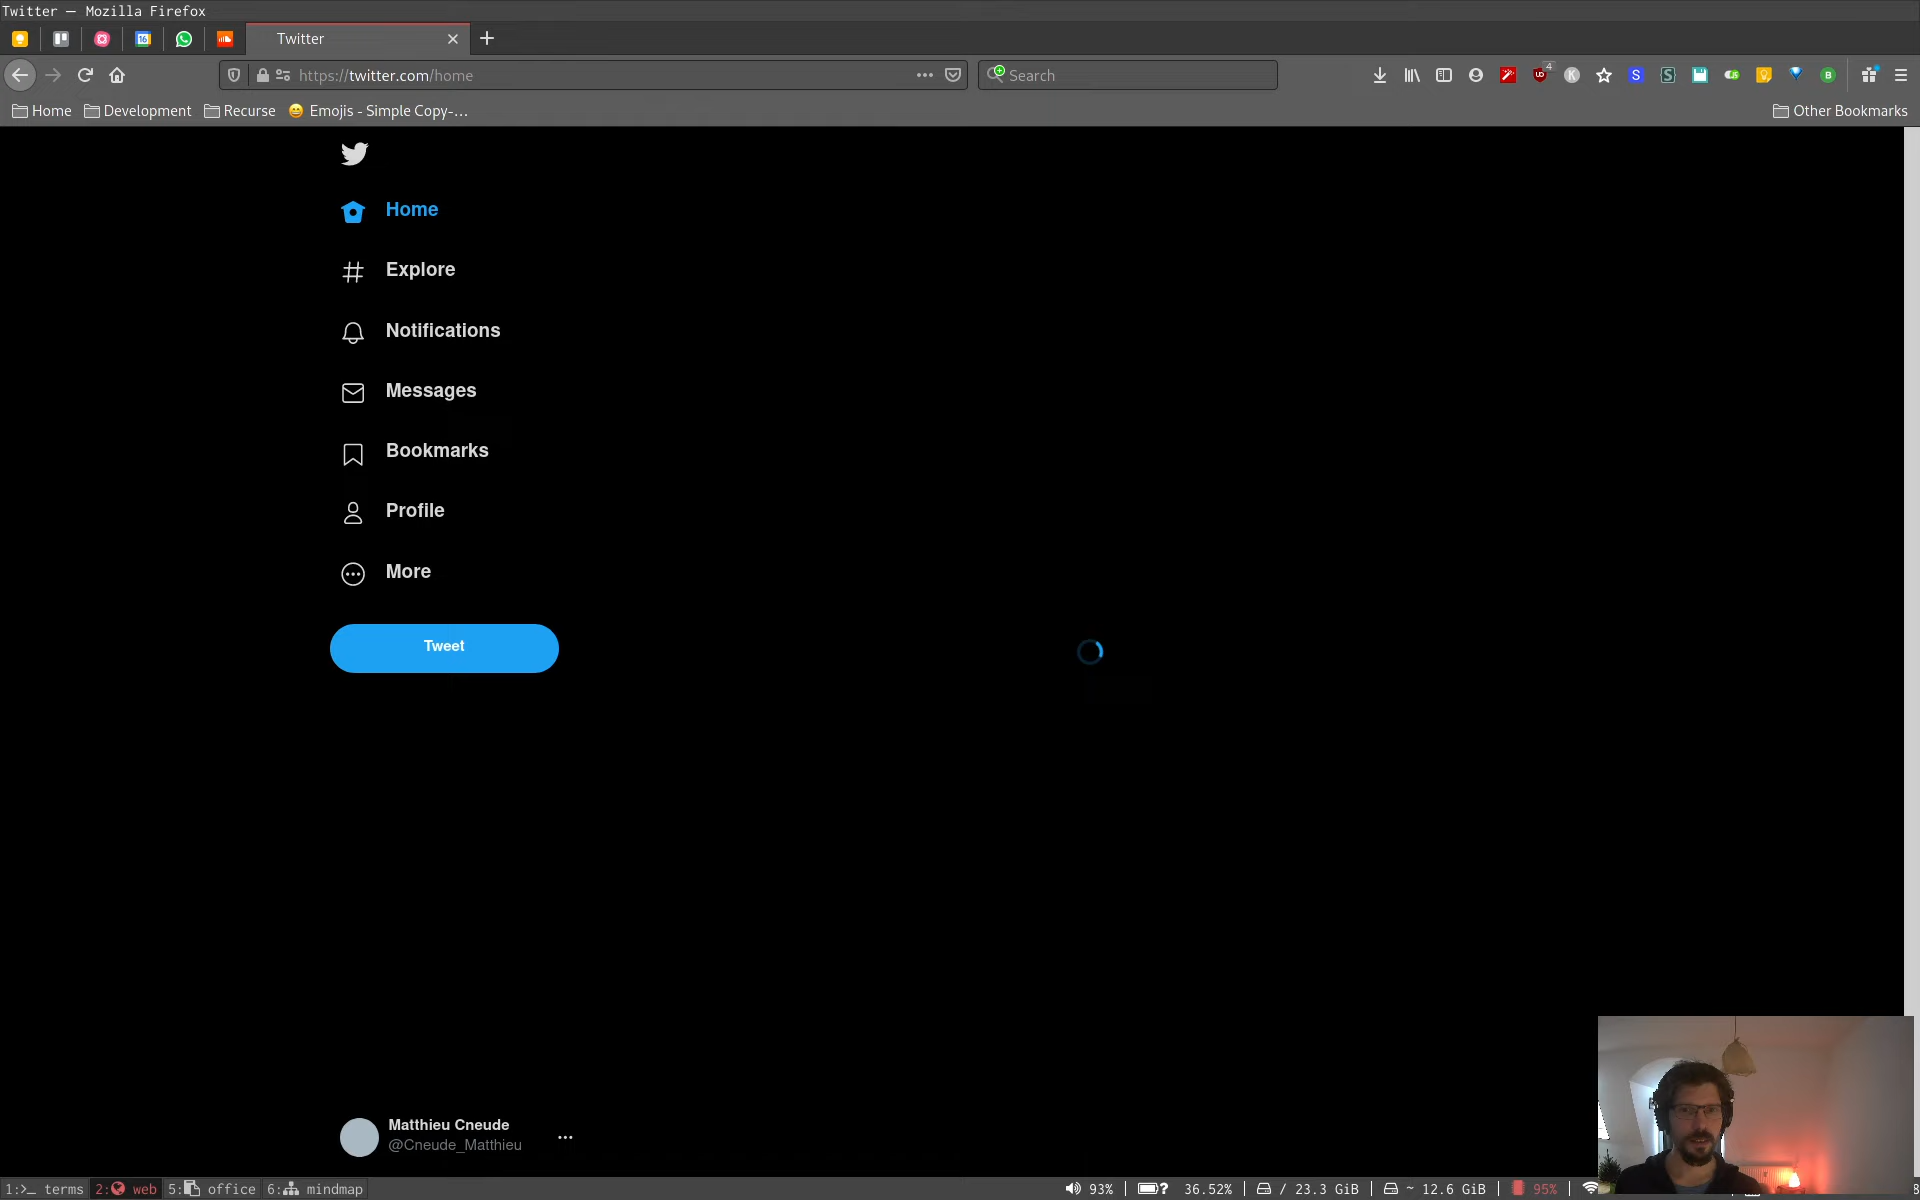 Twitter — Mozilla Firefox
16
Twitter
https://twitter.com/home
Search
4
Home
Development
Recurse
Emojis - Simple Copy-...
Other Bookmarks
Home
Explore
Notifications
Messages
Bookmarks
Profile
More
Tweet
Matthieu Cneude
@Cneude_Matthieu
1:>_ terms
2: web
5: office
6: mindmap
93% | ? 36.52% | / 23.3 GiB | ~ 12.6 GiB | 95% |